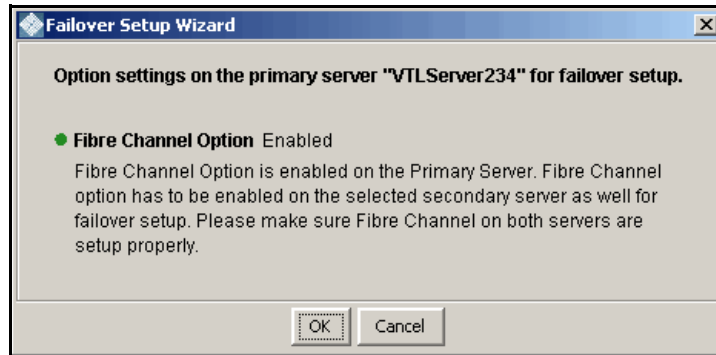 Failover Setup Wizard
Option settings on the primary server "VTLServer234" for failover setup.
Fibre Channel Option Enabled
Fibre Channel Option is enabled on the Primary Server. Fibre Channel
option has to be enabled on the selected secondary server as well for
failover setup. Please make sure Fibre Channel on both servers are
setup properly.
OK Cancel